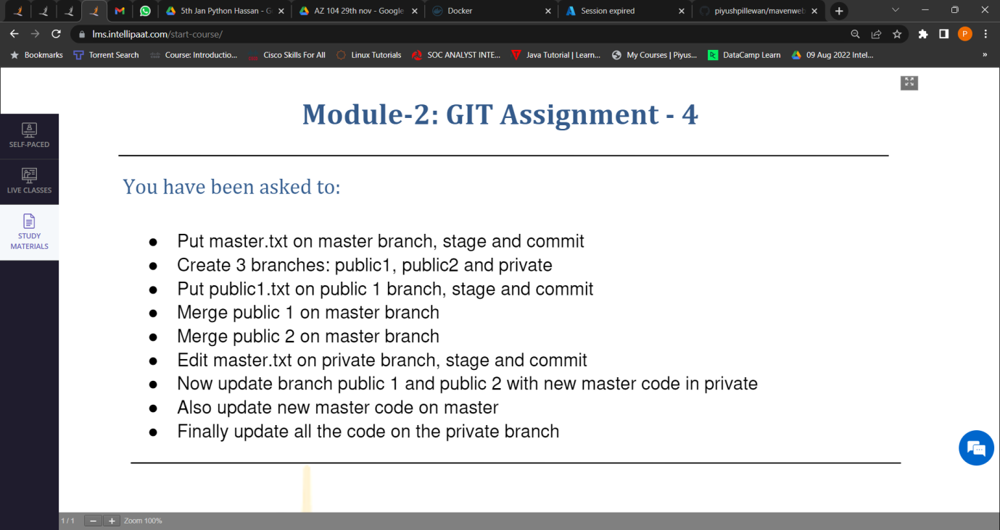 5th Jan Python Hassan - G
AZ 104 29th nov - Google
Docker
Session expired
piyushpillewan/mavenweb
lms.intellipaat.com/start-course/
P
Bookmarks
Torrent Search
Course: Introductio...
Cisco Skills For All
Linux Tutorials
SOC ANALYST INTE...
Java Tutorial | Learn...
My Courses | Piyus...
DataCamp Learn
09 Aug 2022 Intel...
»
SELF-PACED
LIVE CLASSES
STUDY
MATERIALS
Module-2: GIT Assignment - 4
You have been asked to:
● Put master.txt on master branch, stage and commit
● Create 3 branches: public1, public2 and private
● Put public1.txt on public 1 branch, stage and commit
● Merge public 1 on master branch
● Merge public 2 on master branch
● Edit master.txt on private branch, stage and commit
● Now update branch public 1 and public 2 with new master code in private
● Also update new master code on master
● Finally update all the code on the private branch
1 / 1
Zoom 100%